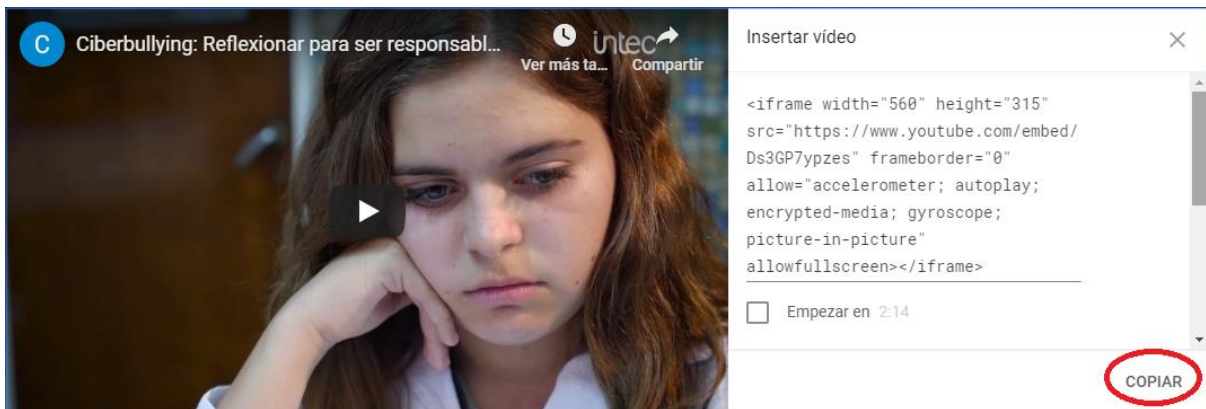 C
Ciberbullying: Reflexionar para ser responsabl...
intec
Ver más ta...
Compartir
Insertar vídeo
<iframe width="560" height="315"
src="https://www.youtube.com/embed/
Ds3GP7ypzes" frameborder="0"
allow="accelerometer; autoplay;
encrypted-media; gyroscope;
picture-in-picture"
allowfullscreen></iframe>
Empezar en 2:14
COPIAR